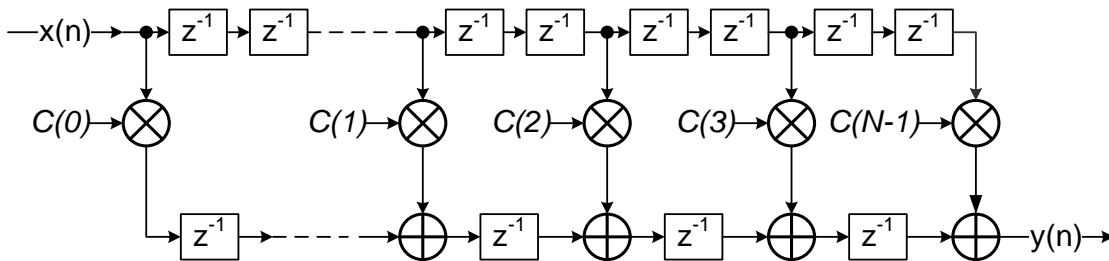 x(n) z⁻¹ z⁻¹ z⁻¹ z⁻¹ z⁻¹ z⁻¹ z⁻¹ z⁻¹
C(0) C(1) C(2) C(3) C(N-1)
z⁻¹ z⁻¹ z⁻¹ z⁻¹ y(n)